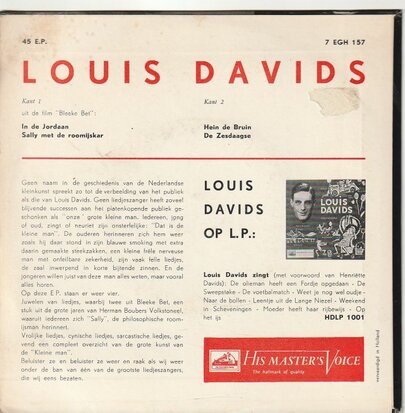 45 E.P.
7 EGH 157
LOUIS DAVIDS
Kant 1
uit de film "Bleeke Bet":
In de Jordaan
Sally met de roomijskar
Kant 2
Hein de Bruin
De Zesdaagse
Geen naam in de geschiedenis van de Nederlandse
kleinkunst spreekt zo tot de verbeelding van het publiek
als die van Louis Davids. Geen liedjeszanger heeft zoveel
blijvende successen aan het platenkopende publiek ge-
schonken als "onze" grote kleine man. Iedereen, jong
of oud, zingt of neuriet zijn onsterfelijke: "Dat is de
kleine man". De ouderen herinneren zich hem weer
zoals hij daar stond in zijn blauwe smoking met extra
daarin gemaakte steekzakken, een kleine trêle nerveuze
man met onfeilbare zekerheid, zijn vaak felle liedjes,
de zaal inwerpend in korte bijtende zinnen. En de
jongeren willen juist van deze man alles weten, maar vooral
alles horen.
Op deze E.P. staan er weer vier.
Juwelen van liedjes, waarbij twee uit Bleeke Bet, een
stuk uit de grote jaren van Herman Boubers Volkstoneel,
waaruit iedereen zich "Sally", de philosophische room-
ijsman herinnert.
Vrolijke liedjes, cynische liedjes, sarcastische liedjes, ge-
vend een compleet overzicht van de grote kunst van
de "Kleine man".
Beluister ze en beluister ze weer en raak als wij weer
onder de ban van één van de grootste liedjeszangers,
die wij eens bezaten.
LOUIS
DAVIDS
OP L.P.:
LOUIS
DAVIDS
Louis Davids zingt (met voorwoord van Henriëtte
Davids): De olieman heeft een Fordje opgedaan - De
Sweepstake - De voetbalmatch - Weet je nog wel oudje -
Naar de bollen - Leentje uit de Lange Niezel - Weekend
in Scheveningen - Moeder heeft haar rijbewijs - Op
het ijs
HDLP 1001
HIS MASTER'S VOICE
The hallmark of quality
vervaardigd in Holland